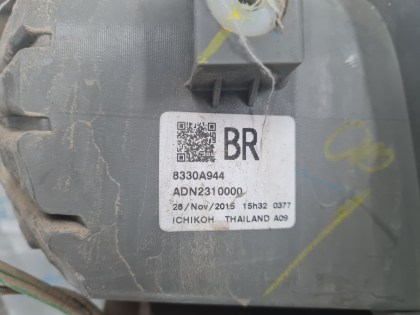 BR
8330A944
ADN2310000
28/Nov/2015 15h32 0377
ICHIKOH THAILAND A09